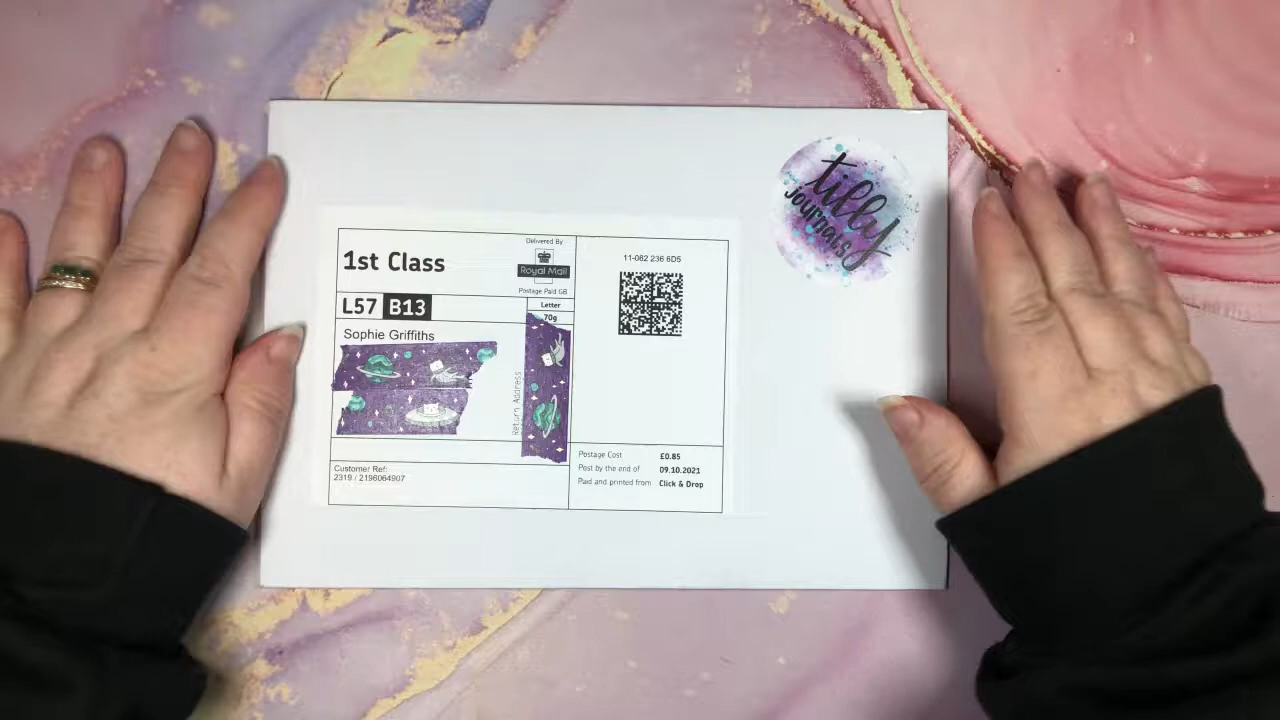 tilly
journals
1st Class
Delivered By
Royal Mail
Postage Paid GB
11-082 236 6D5
L57 B13
Letter
70g
Sophie Griffiths
Return Address
Customer Ref:
2319 / 2196064907
Postage Cost £0.85
Post by the end of 09.10.2021
Paid and printed from Click & Drop